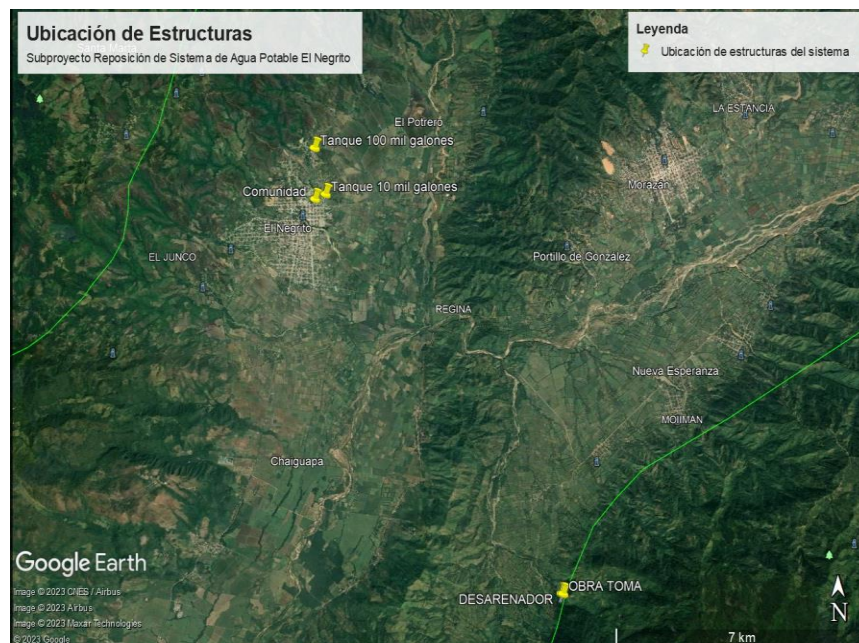 Ubicación de Estructuras
Santa Marta
Subproyecto Reposición de Sistema de Agua Potable El Negrito
Leyenda
Ubicación de estructuras del sistema
LA ESTANCIA
El Potrero
Tanque 100 mil galones
Morazán
Comunidad
Tanque 10 mil galones
El Negrito
EL JUNCO
Portillo de González
REGINA
Nueva Esperanza
MOJIMAN
Chaiguapa
Google Earth
OBRA TOMA
DESARENADOR
Image © 2023 CNES / Airbus
Image © 2023 Airbus
Image © 2023 Maxar Technologies
© 2023 Google
N
7 km